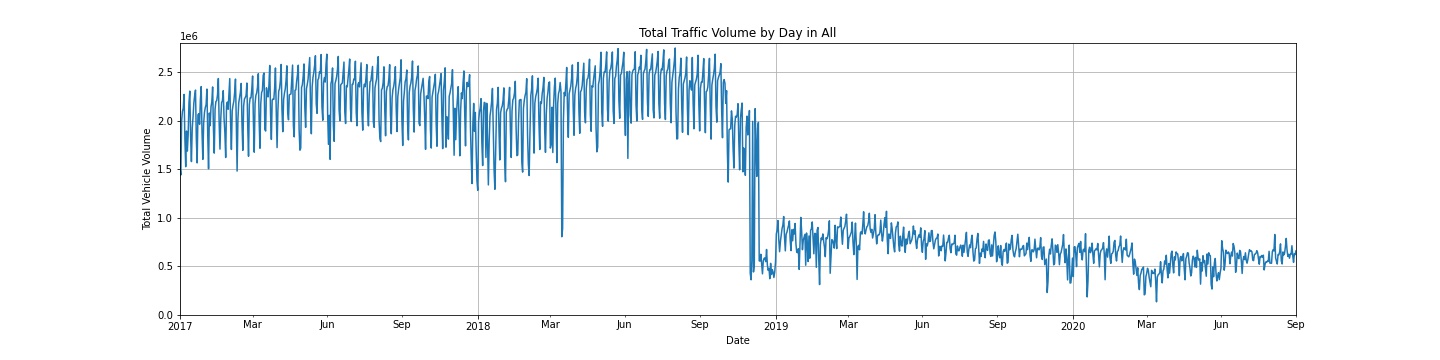 Total Traffic Volume by Day in All
1e6
2.5
2.0
1.5
1.0
0.5
0.0
Total Vehicle Volume
2017 Mar Jun Sep 2018 Mar Jun Sep 2019 Mar Jun Sep 2020 Mar Jun Sep
Date